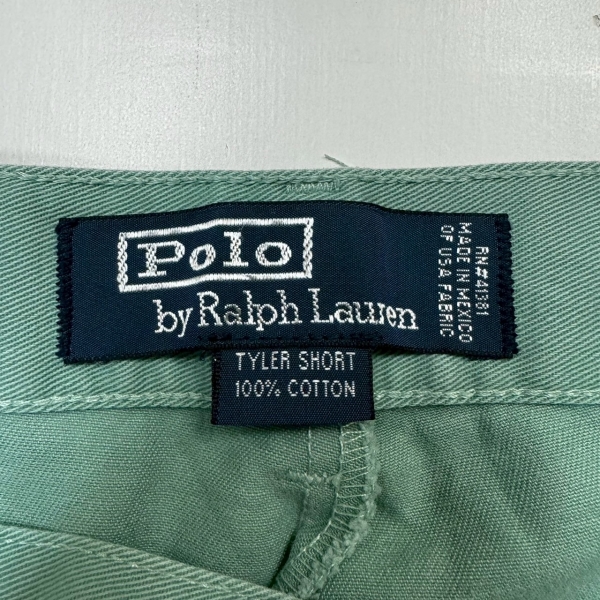 Polo
by Ralph Lauren
RN#41381
MADE IN MEXICO
OF USA FABRIC
TYLER SHORT
100% COTTON